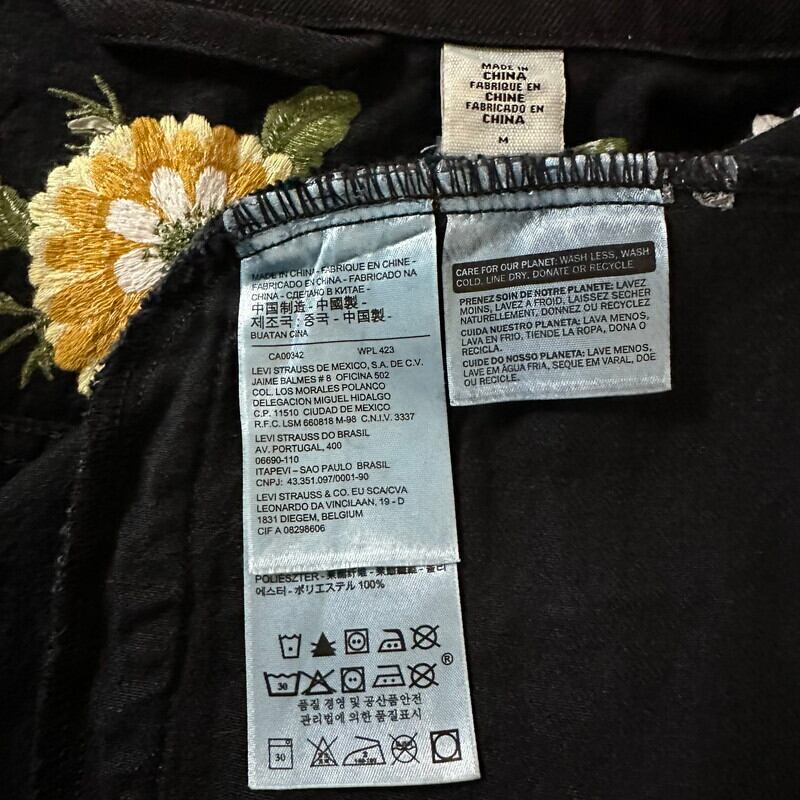 MADE IN
CHINA
FABRIQUE EN
CHINE
FABRICADO EN
CHINA
M
MADE IN CHINA - FABRIQUE EN CHINE -
FABRICADO EN CHINA - FABRICADO NA
CHINA - СДЕЛАНО В КИТАЕ -
中国制造 - 中國製 -
제조국 : 중국 - 中国製 -
BUATAN CINA
CA00342 WPL 423
LEVI STRAUSS DE MEXICO, S.A. DE C.V.
JAIME BALMES # 8 OFICINA 502
COL. LOS MORALES POLANCO
DELEGACION MIGUEL HIDALGO
C.P. 11510 CIUDAD DE MEXICO
R.F.C. LSM 660818 M-98 C.N.I.V. 3337
LEVI STRAUSS DO BRASIL
AV. PORTUGAL, 400
06690-110
ITAPEVI – SAO PAULO BRASIL
CNPJ: 43.351.097/0001-90
LEVI STRAUSS & CO. EU SCA/CVA
LEONARDO DA VINCILAAN, 19 - D
1831 DIEGEM, BELGIUM
CIF A 08298606
CARE FOR OUR PLANET: WASH LESS, WASH
COLD, LINE DRY, DONATE OR RECYCLE.
PRENEZ SOIN DE NOTRE PLANETE: LAVEZ
MOINS, LAVEZ A FROID, LAISSEZ SECHER
NATURELLEMENT, DONNEZ OU RECYCLEZ
CUIDA NUESTRO PLANETA: LAVA MENOS,
LAVA EN FRIO, TIENDE LA ROPA, DONA O
RECICLA.
CUIDE DO NOSSO PLANETA: LAVE MENOS,
LAVE EM ÁGUA FRIA, SEQUE EM VARAL, DOE
OU RECICLE.
POLIESZTER -
에스터 - ポリエステル 100%
30
®
품질 경영 및 공산품안전
관리법에 의한 품질표시
30